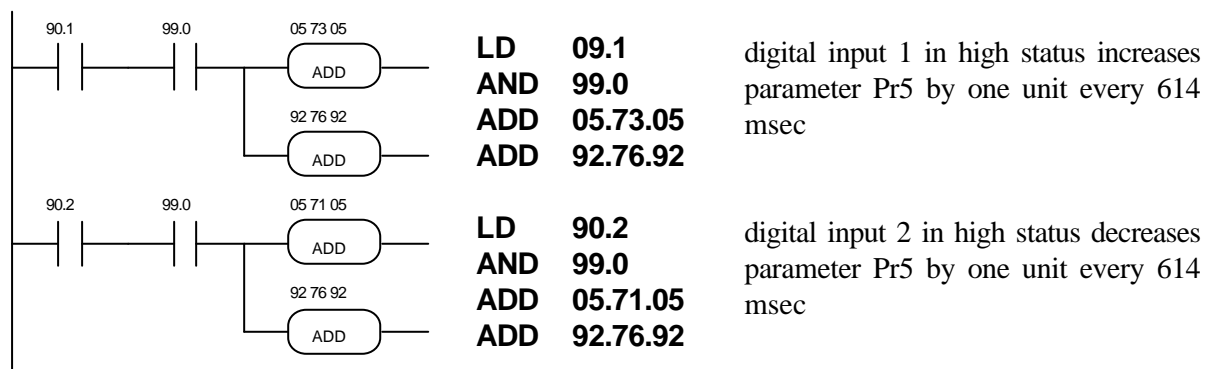 90.1 99.0 05 73 05
ADD
92 76 92
ADD
LD 09.1
AND 99.0
ADD 05.73.05
ADD 92.76.92
digital input 1 in high status increases
parameter Pr5 by one unit every 614
msec
90.2 99.0 05 71 05
ADD
92 76 92
ADD
LD 90.2
AND 99.0
ADD 05.71.05
ADD 92.76.92
digital input 2 in high status decreases
parameter Pr5 by one unit every 614
msec